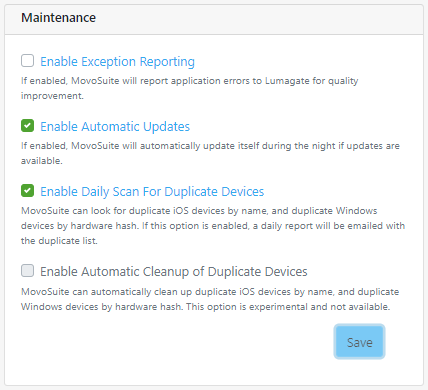 Maintenance
Enable Exception Reporting
If enabled, MovoSuite will report application errors to Lumagate for quality
improvement.
Enable Automatic Updates
If enabled, MovoSuite will automatically update itself during the night if updates are
available.
Enable Daily Scan For Duplicate Devices
MovoSuite can look for duplicate iOS devices by name, and duplicate Windows
devices by hardware hash. If this option is enabled, a daily report will be emailed with
the duplicate list.
Enable Automatic Cleanup of Duplicate Devices
MovoSuite can automatically clean up duplicate iOS devices by name, and duplicate
Windows devices by hardware hash. This option is experimental and not available.
Save